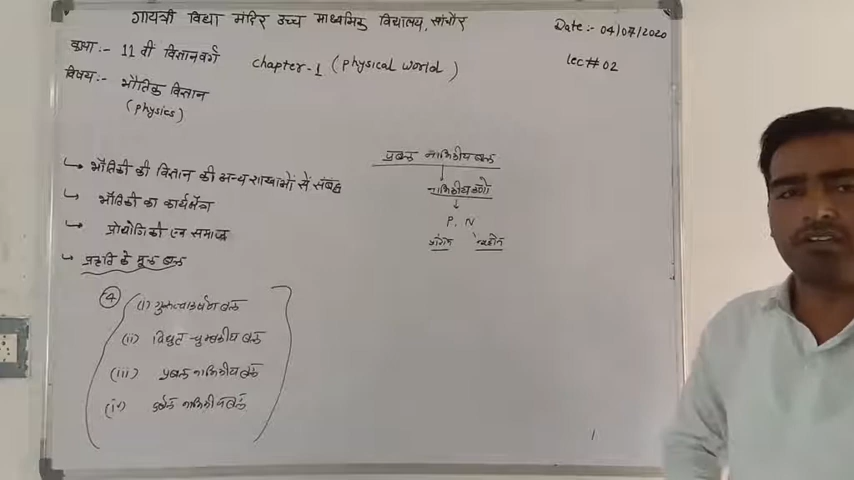 गायत्री विद्या मंदिर उच्च माध्यमिक विद्यालय, सांचोर
Date:- 04/07/2020
Lec# 02
कक्षा:- 11 वीं विज्ञान वर्ग
chapter-1 (physical world)
विषय:- भौतिक विज्ञान
(physics)
भौतिकी की विज्ञान की अन्य शाखाओं से संबंध
भौतिकी का कार्यक्षेत्र
प्रौद्योगिकी एवं समाज
प्रकृति के मूल बल
4
(i) गुरुत्वाकर्षण बल
(ii) विद्युत-चुम्बकीय बल
(iii) प्रबल नाभिकीय बल
(iv) दुर्बल नाभिकीय बल
प्रबल नाभिकीय बल
नाभिकीय कणों
P, N
प्रोटॉन न्यूट्रॉन